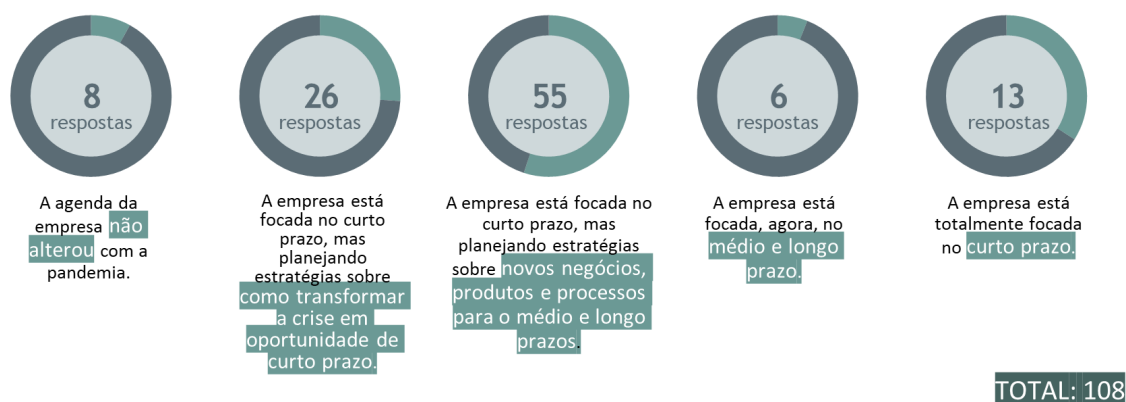 8
respostas
26
respostas
55
respostas
6
respostas
13
respostas
A agenda da
empresa não
alterou com a
pandemia.
A empresa está
focada no curto
prazo, mas
planejando
estratégias sobre
como transformar
a crise em
oportunidade de
curto prazo.
A empresa está focada no
curto prazo, mas
planejando estratégias
sobre novos negócios,
produtos e processos
para o médio e longo
prazos.
A empresa está
focada, agora, no
médio e longo
prazo.
A empresa está
totalmente focada
no curto prazo.
TOTAL: 108